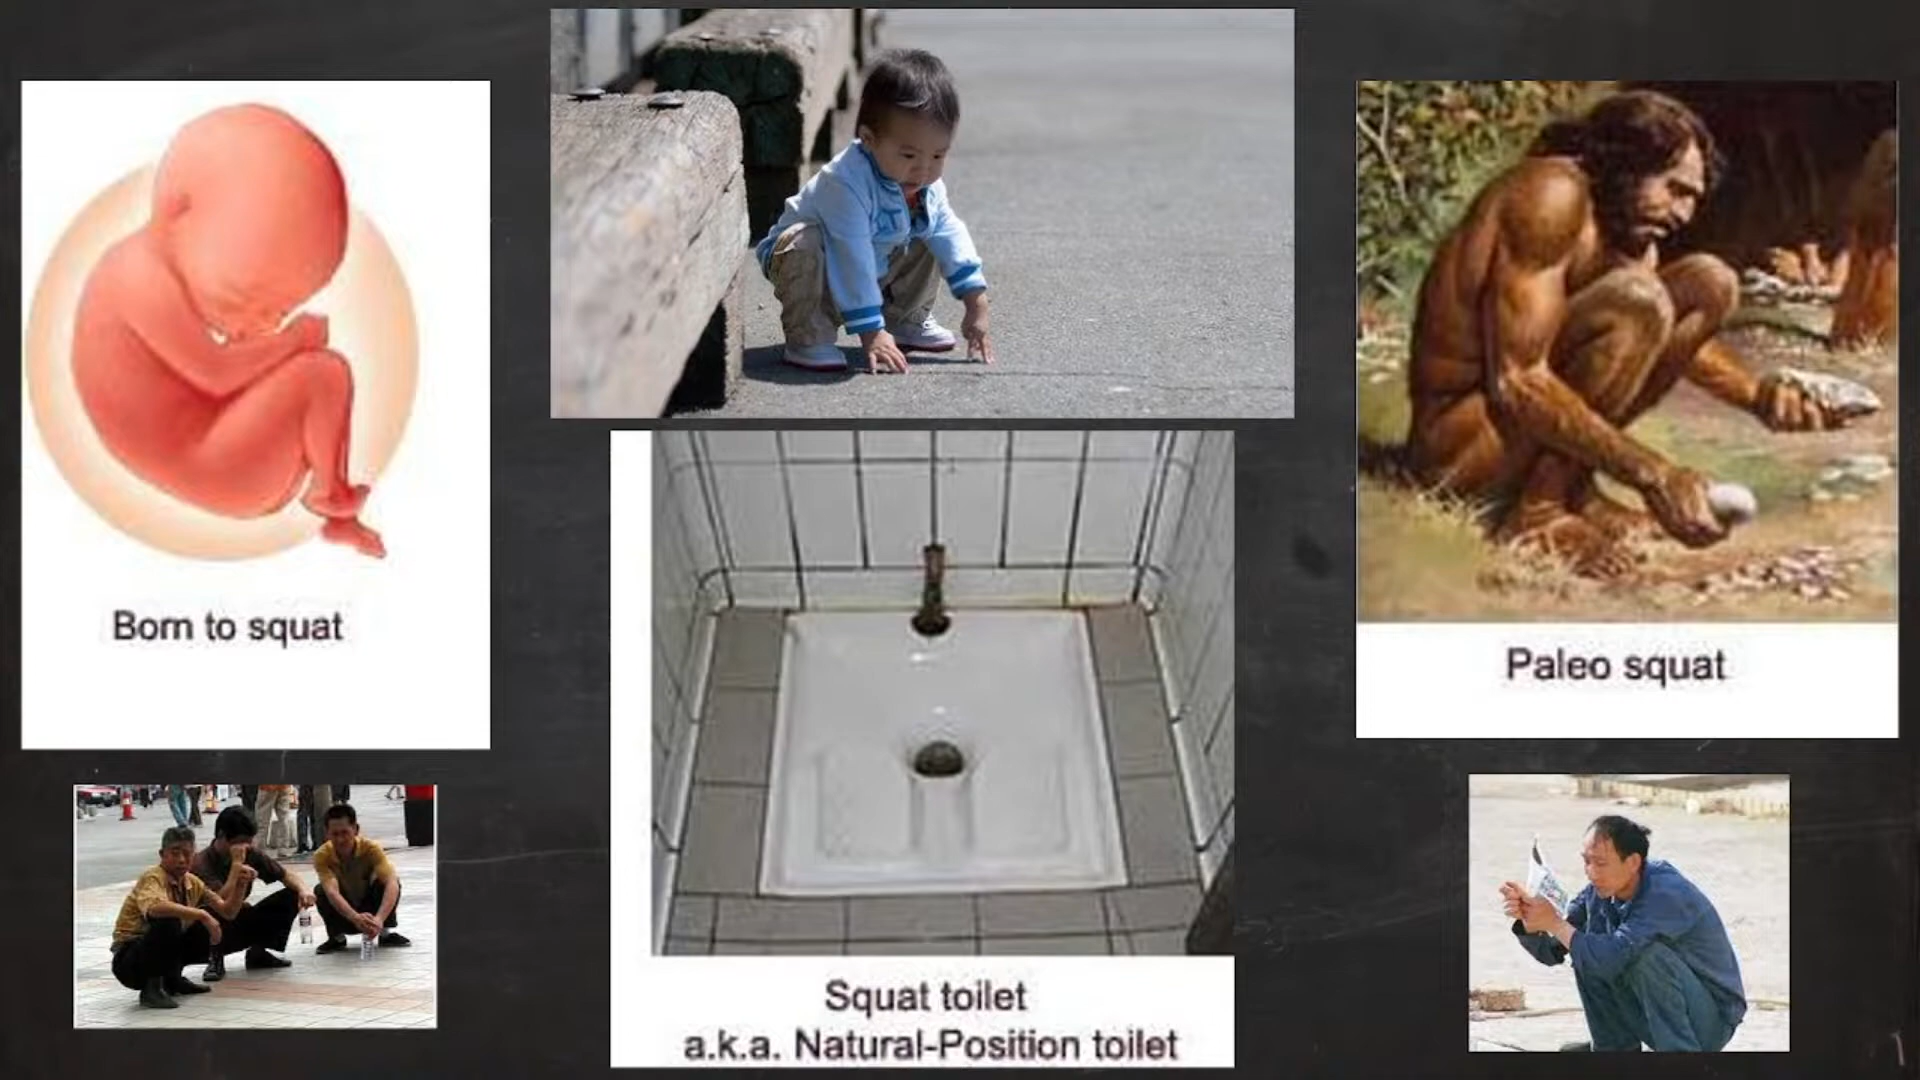 Born to squat
Paleo squat
Squat toilet
a.k.a. Natural-Position toilet